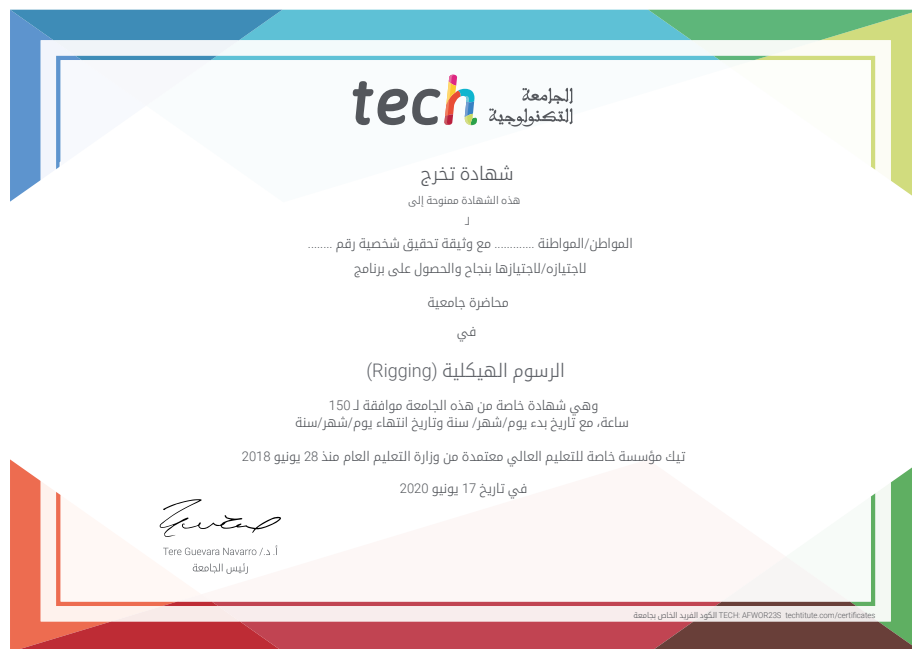 tech الجامعة
التكنولوجية
شهادة تخرج
هذه الشهادة ممنوحة إلى
لـ
المواطن/المواطنة ............ مع وثيقة تحقيق شخصية رقم ........
لاجتيازه/لاجتيازها بنجاح والحصول على برنامج
محاضرة جامعية
في
الرسوم الهيكلية (Rigging)
وهي شهادة خاصة من هذه الجامعة موافقة لـ 150
ساعة، مع تاريخ بدء يوم/شهر/ سنة وتاريخ انتهاء يوم/شهر/سنة
تيك مؤسسة خاصة للتعليم العالي معتمدة من وزارة التعليم العام منذ 28 يونيو 2018
في تاريخ 17 يونيو 2020
أ. د./ Tere Guevara Navarro
رئيس الجامعة
الكود الفريد الخاص بجامعة TECH: AFWOR23S techtitute.com/certificates